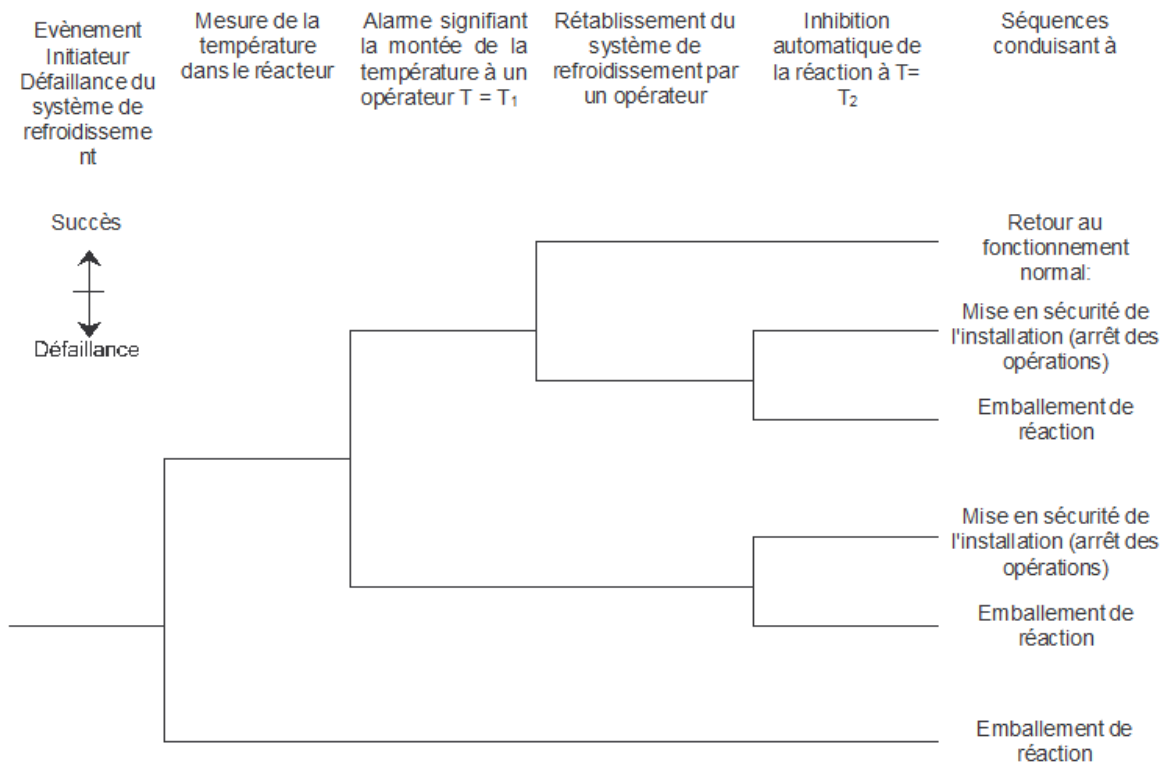 Evènement
Initiateur
Défaillance du
système de
refroidisseme
nt
Mesure de la
température
dans le réacteur
Alarme signifiant
la montée de la
température à un
opérateur T = T₁
Rétablissement du
système de
refroidissement par
un opérateur
Inhibition
automatique de
la réaction à T=
T₂
Séquences
conduisant à
Succès
Défaillance
Retour au
fonctionnement
normal:
Mise en sécurité de
l'installation (arrêt des
opérations)
Emballement de
réaction
Mise en sécurité de
l'installation (arrêt des
opérations)
Emballement de
réaction
Emballement de
réaction